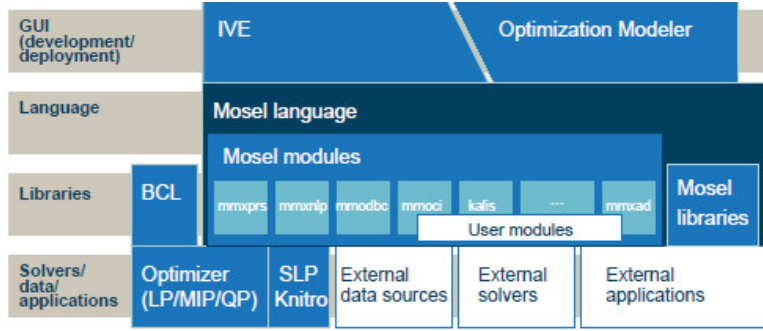 GUI
(development/
deployment)
IVE
Optimization Modeler
Language
Mosel language
Mosel modules
Libraries
BCL
mmxprs
mmxnlp
mmodbc
mmoci
kalis
...
mmxad
User modules
Mosel
libraries
Solvers/
data/
applications
Optimizer
(LP/MIP/QP)
SLP
Knitro
External
data sources
External
solvers
External
applications